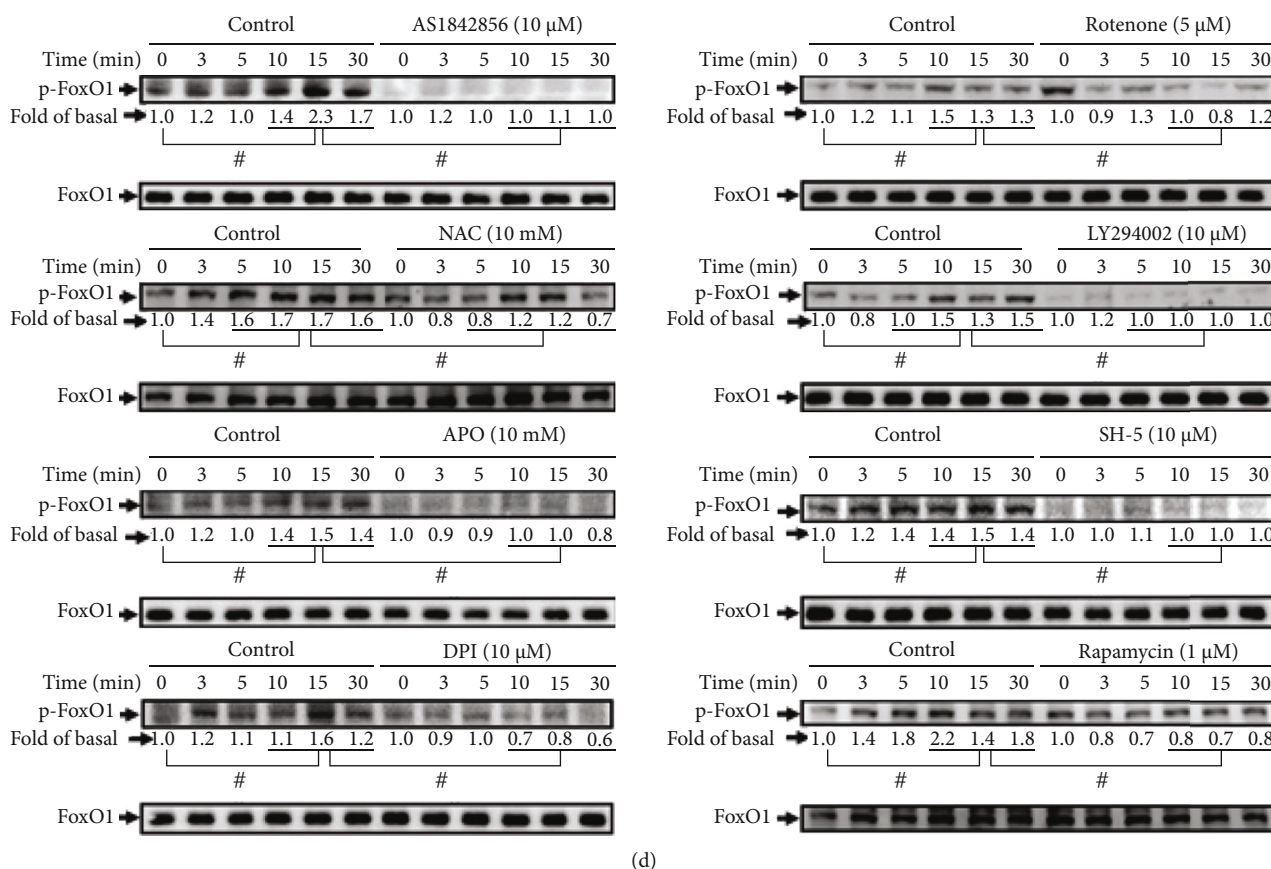 Control AS1842856 (10 μM)
Time (min) 0 3 5 10 15 30 0 3 5 10 15 30
p-FoxO1
Fold of basal 1.0 1.2 1.0 1.4 2.3 1.7 1.0 1.2 1.0 1.0 1.1 1.0
#
FoxO1
Control NAC (10 mM)
Time (min) 0 3 5 10 15 30 0 3 5 10 15 30
p-FoxO1
Fold of basal 1.0 1.4 1.6 1.7 1.7 1.6 1.0 0.8 0.8 1.2 1.2 0.7
# #
FoxO1
Control APO (10 mM)
Time (min) 0 3 5 10 15 30 0 3 5 10 15 30
p-FoxO1
Fold of basal 1.0 1.2 1.0 1.4 1.5 1.4 1.0 0.9 0.9 1.0 1.0 0.8
# #
FoxO1
Control DPI (10 μM)
Time (min) 0 3 5 10 15 30 0 3 5 10 15 30
p-FoxO1
Fold of basal 1.0 1.2 1.1 1.1 1.6 1.2 1.0 0.9 1.0 0.7 0.8 0.6
# #
FoxO1
Control Rotenone (5 μM)
Time (min) 0 3 5 10 15 30 0 3 5 10 15 30
p-FoxO1
Fold of basal 1.0 1.2 1.1 1.5 1.3 1.3 1.0 0.9 1.3 1.0 0.8 1.2
# #
FoxO1
Control LY294002 (10 μM)
Time (min) 0 3 5 10 15 30 0 3 5 10 15 30
p-FoxO1
Fold of basal 1.0 0.8 1.0 1.5 1.3 1.5 1.0 1.2 1.0 1.0 1.0 1.0
# #
FoxO1
Control SH-5 (10 μM)
Time (min) 0 3 5 10 15 30 0 3 5 10 15 30
p-FoxO1
Fold of basal 1.0 1.2 1.4 1.4 1.5 1.4 1.0 1.0 1.1 1.0 1.0 1.0
# #
FoxO1
Control Rapamycin (1 μM)
Time (min) 0 3 5 10 15 30 0 3 5 10 15 30
p-FoxO1
Fold of basal 1.0 1.4 1.8 2.2 1.4 1.8 1.0 0.8 0.7 0.8 0.7 0.8
# #
FoxO1
(d)